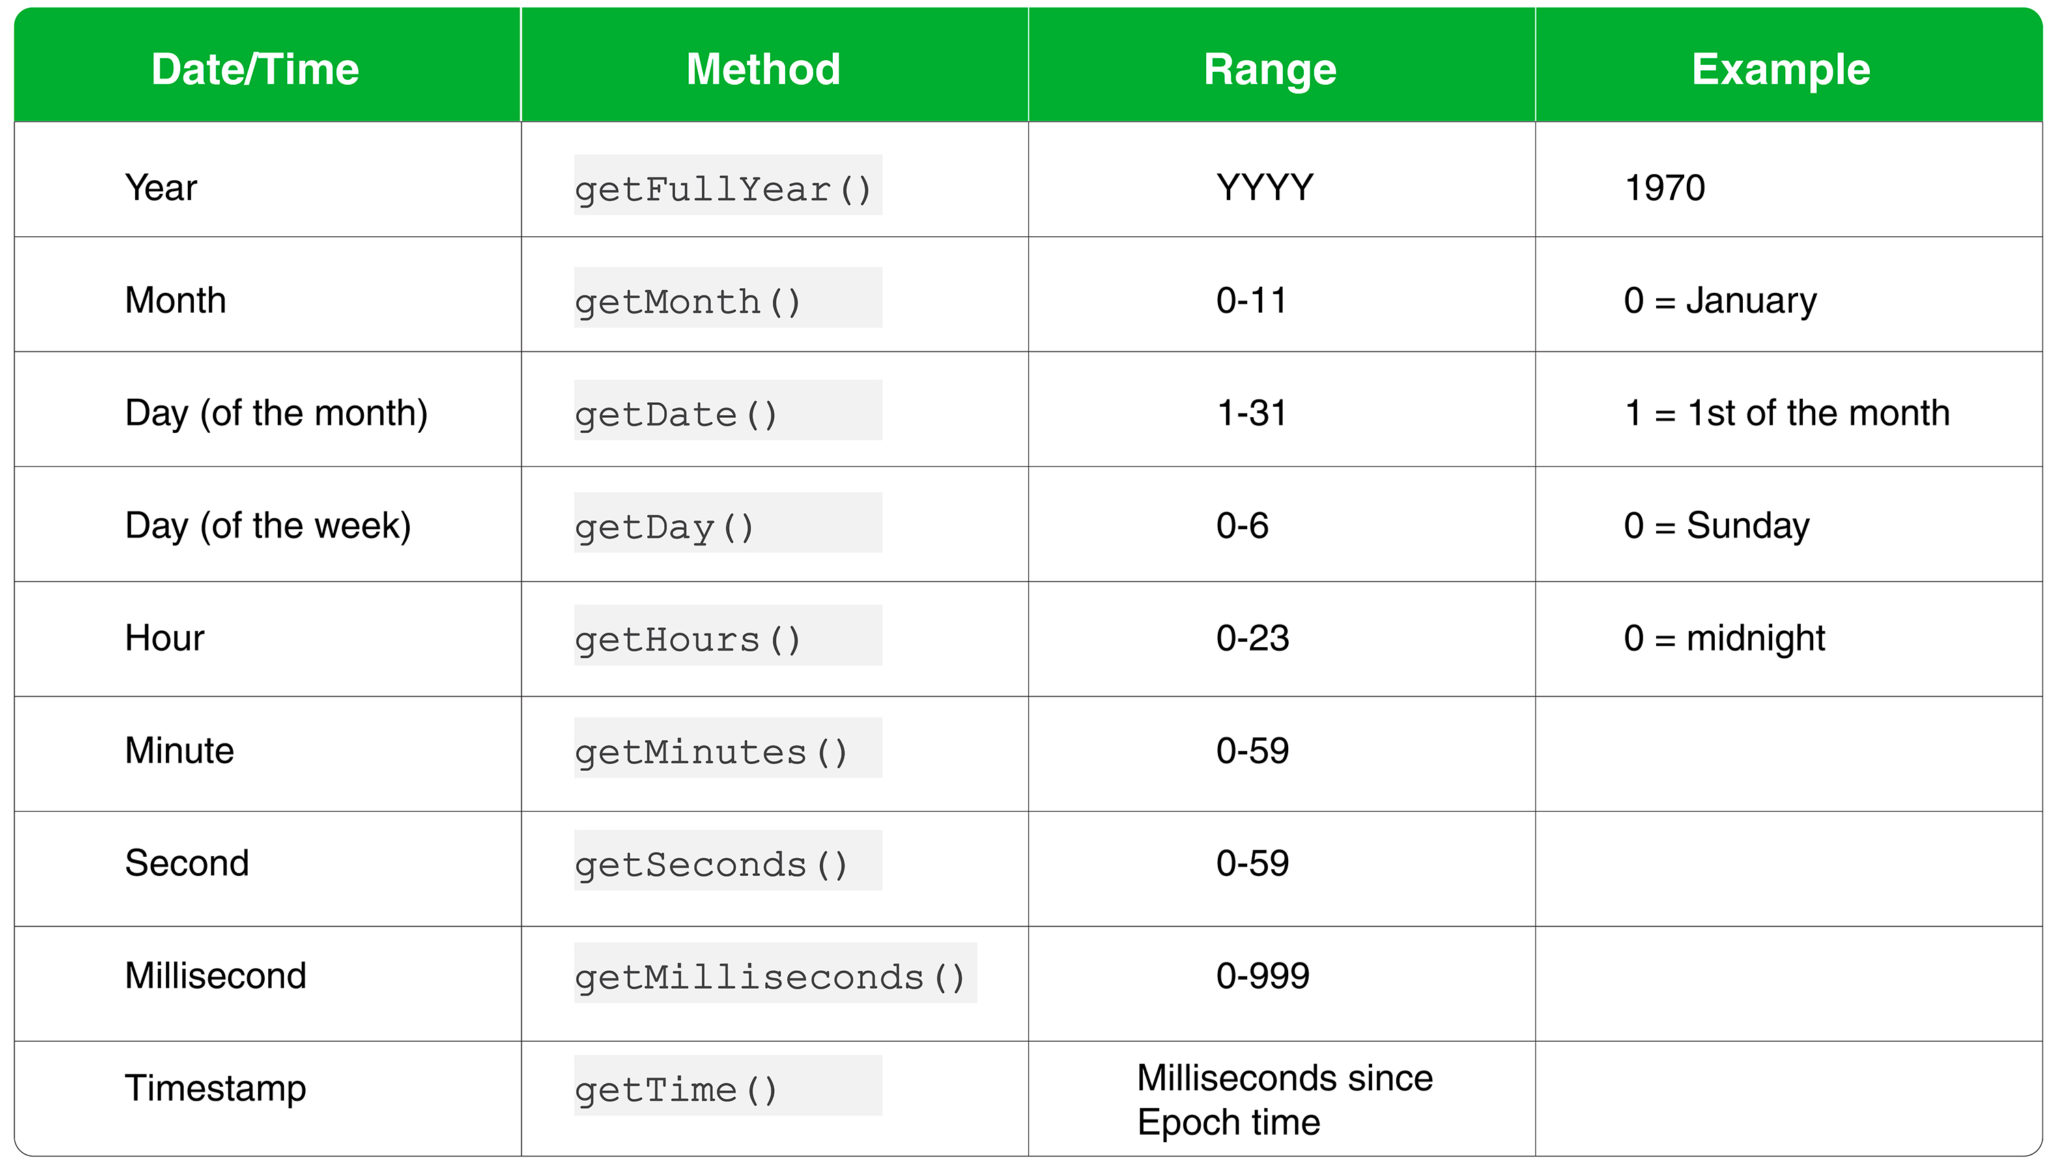 Date/Time Method Range Example
Year getFullYear() YYYY 1970
Month getMonth() 0-11 0 = January
Day (of the month) getDate() 1-31 1 = 1st of the month
Day (of the week) getDay() 0-6 0 = Sunday
Hour getHours() 0-23 0 = midnight
Minute getMinutes() 0-59
Second getSeconds() 0-59
Millisecond getMilliseconds() 0-999
Timestamp getTime() Milliseconds since
Epoch time